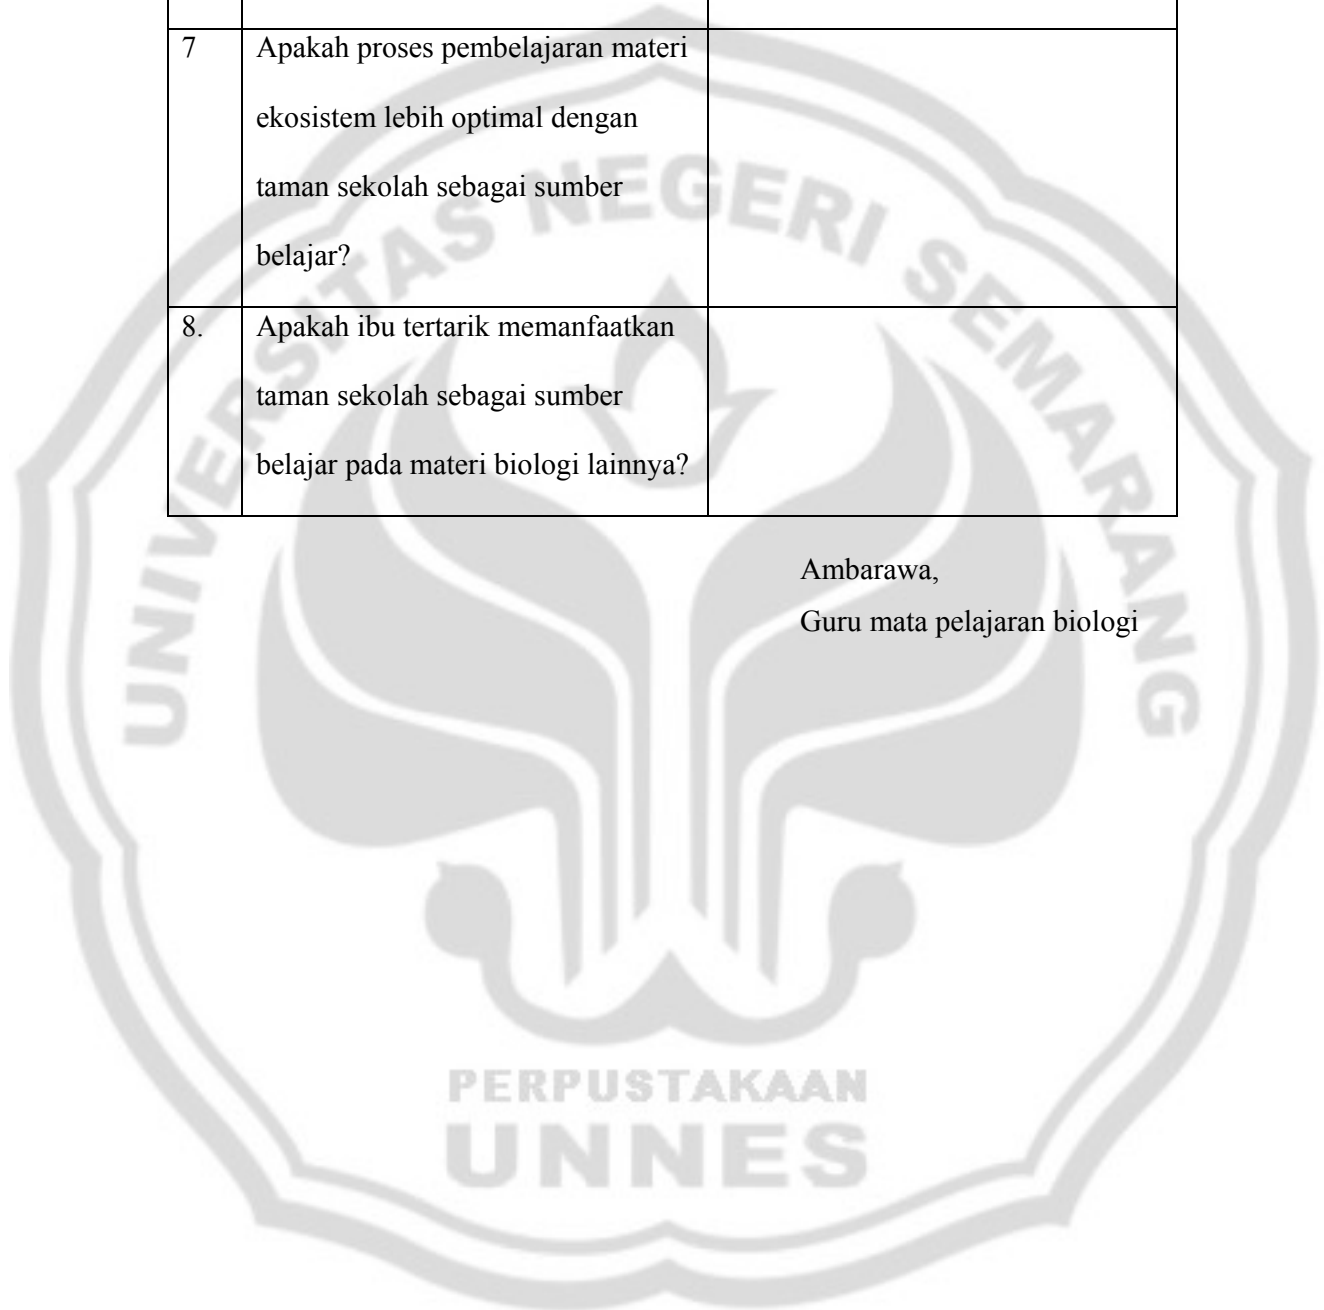 7 Apakah proses pembelajaran materi
ekosistem lebih optimal dengan
taman sekolah sebagai sumber
belajar?
8. Apakah ibu tertarik memanfaatkan
taman sekolah sebagai sumber
belajar pada materi biologi lainnya?
Ambarawa,
Guru mata pelajaran biologi
UNIVERSITAS NEGERI SEMARANG
PERPUSTAKAAN
UNNES